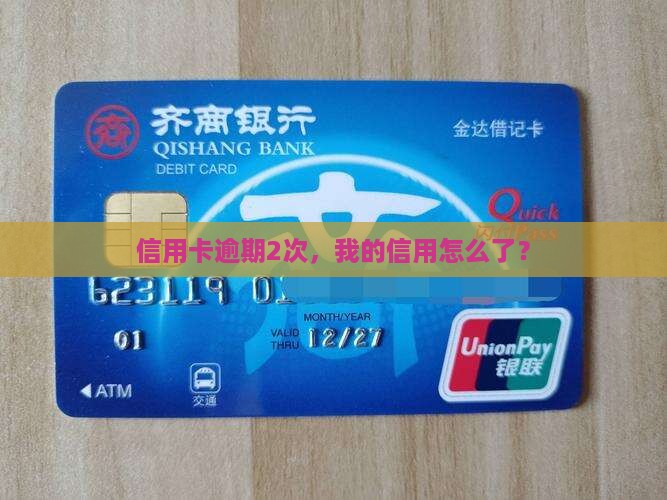 齐商银行
QISHANG BANK
DEBIT CARD
金达借记卡
Quick
Pass
信用卡逾期2次，我的信用怎么了？
623119 01
MONTH/YEAR
VALID THRU 12/27
01
UnionPay
银联
ATM
交通